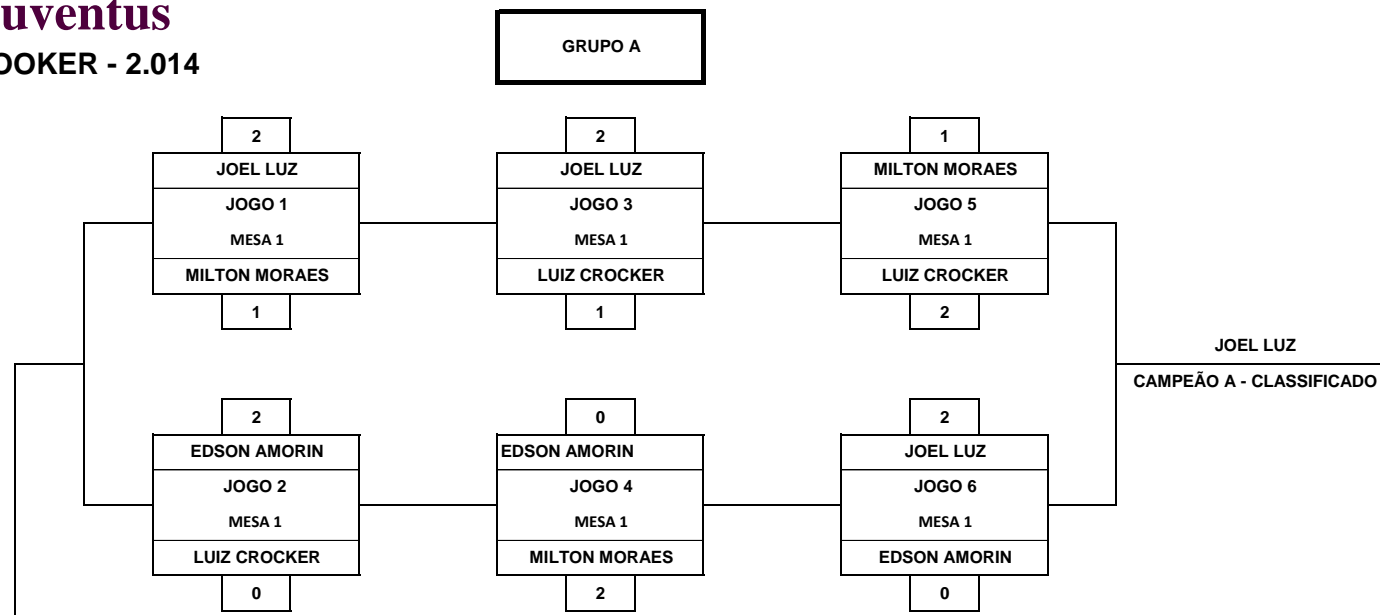 uventus
OOKER - 2.014
GRUPO A
2
JOEL LUZ
JOGO 1
MESA 1
MILTON MORAES
1
2
JOEL LUZ
JOGO 3
MESA 1
LUIZ CROCKER
1
1
MILTON MORAES
JOGO 5
MESA 1
LUIZ CROCKER
2
JOEL LUZ
CAMPEÃO A - CLASSIFICADO
2
EDSON AMORIN
JOGO 2
MESA 1
LUIZ CROCKER
0
0
EDSON AMORIN
JOGO 4
MESA 1
MILTON MORAES
2
2
JOEL LUZ
JOGO 6
MESA 1
EDSON AMORIN
0